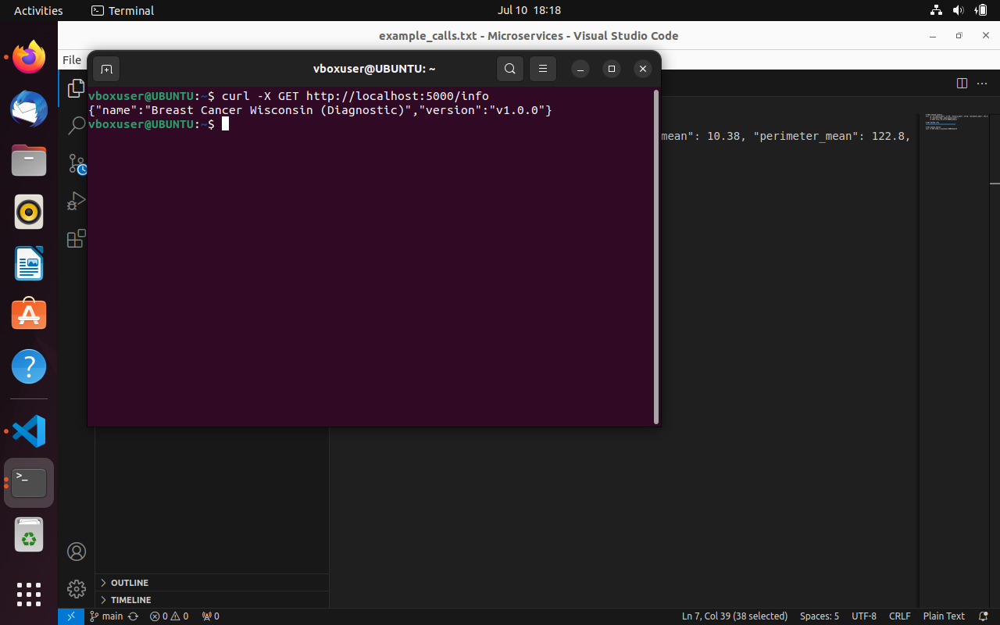 Activities
Terminal
Jul 10 18:18
example_calls.txt - Microservices - Visual Studio Code
File
vboxuser@UBUNTU: ~
vboxuser@UBUNTU:~$ curl -X GET http://localhost:5000/info
{"name":"Breast Cancer Wisconsin (Diagnostic)","version":"v1.0.0"}
vboxuser@UBUNTU:~$
mean": 10.38, "perimeter_mean": 122.8,
OUTLINE
TIMELINE
main 0 0 0 Ln 7, Col 39 (38 selected) Spaces: 5 UTF-8 CRLF Plain Text